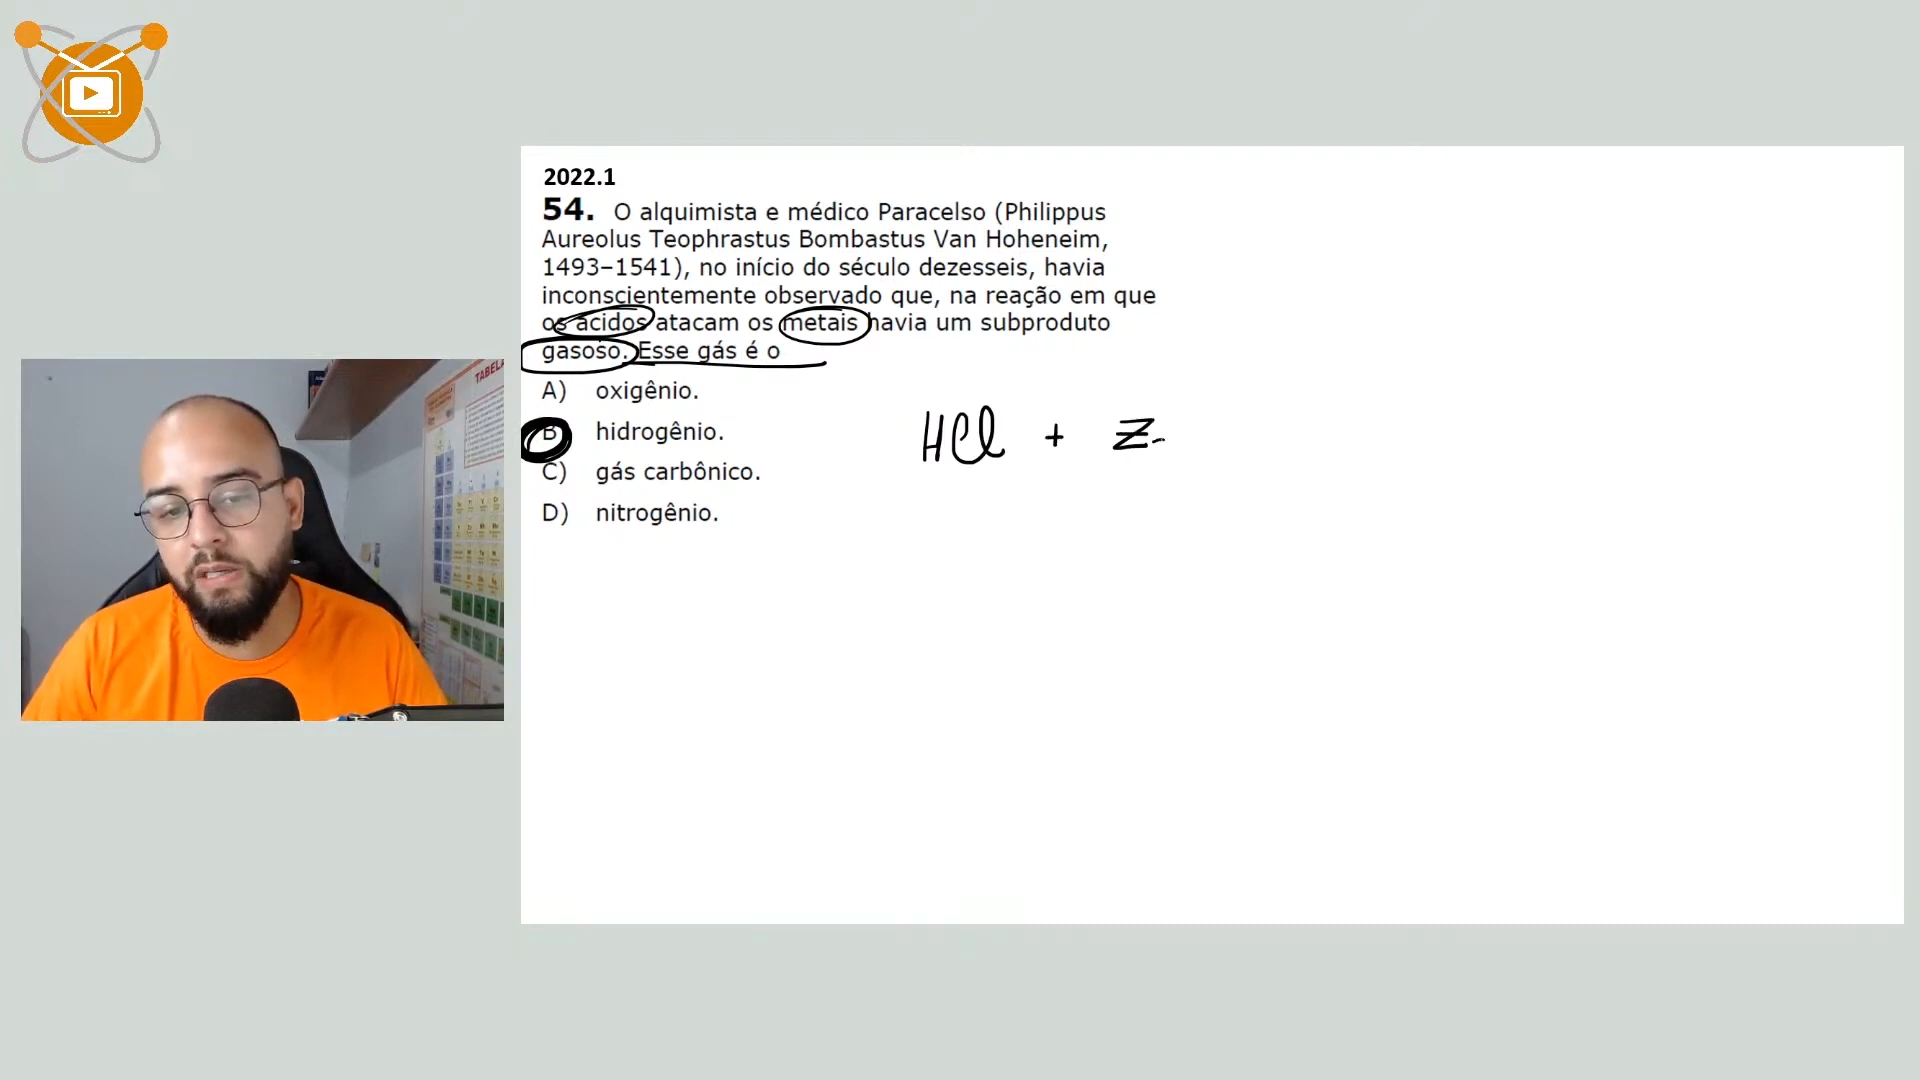 2022.1
54. O alquimista e médico Paracelso (Philippus
Aureolus Teophrastus Bombastus Van Hoheneim,
1493–1541), no início do século dezesseis, havia
inconscientemente observado que, na reação em que
os ácidos atacam os metais havia um subproduto
gasoso. Esse gás é o
A) oxigênio.
B) hidrogênio.
C) gás carbônico.
D) nitrogênio.
HCl + Z
TABELA